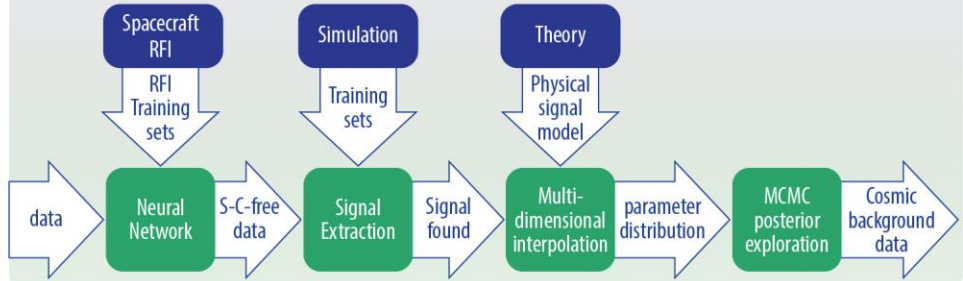 Spacecraft
RFI
Simulation
Theory
RFI
Training
sets
Training
sets
Physical
signal
model
data
Neural
Network
S-C-free
data
Signal
Extraction
Signal
found
Multi-
dimensional
interpolation
parameter
distribution
MCMC
posterior
exploration
Cosmic
background
data